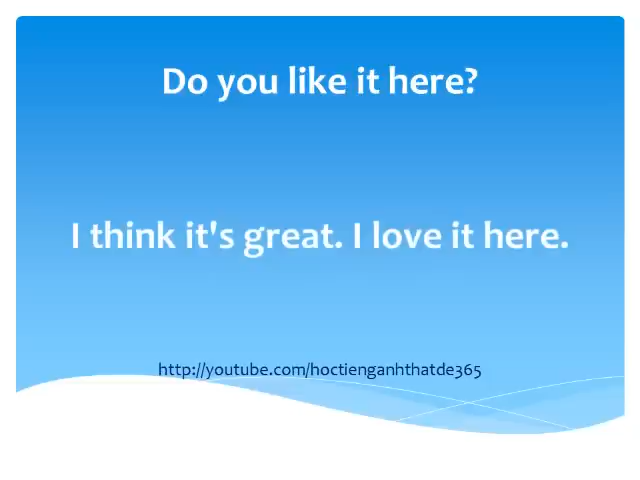 Do you like it here?
I think it's great. I love it here.
http://youtube.com/hoctienganhthatde365